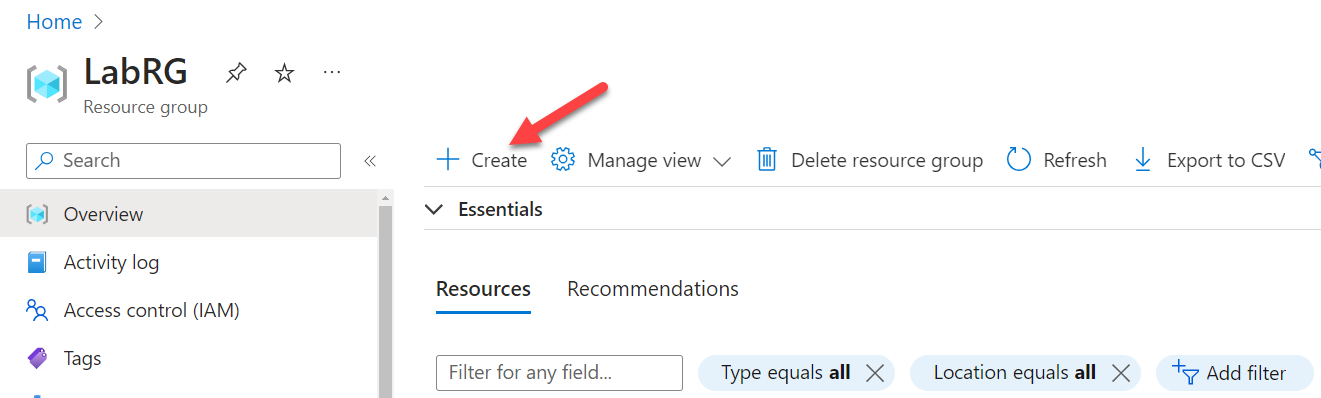 Home
LabRG
Resource group
Search
Overview
Activity log
Access control (IAM)
Tags
Create Manage view Delete resource group Refresh Export to CSV
Essentials
Resources Recommendations
Filter for any field... Type equals all Location equals all Add filter